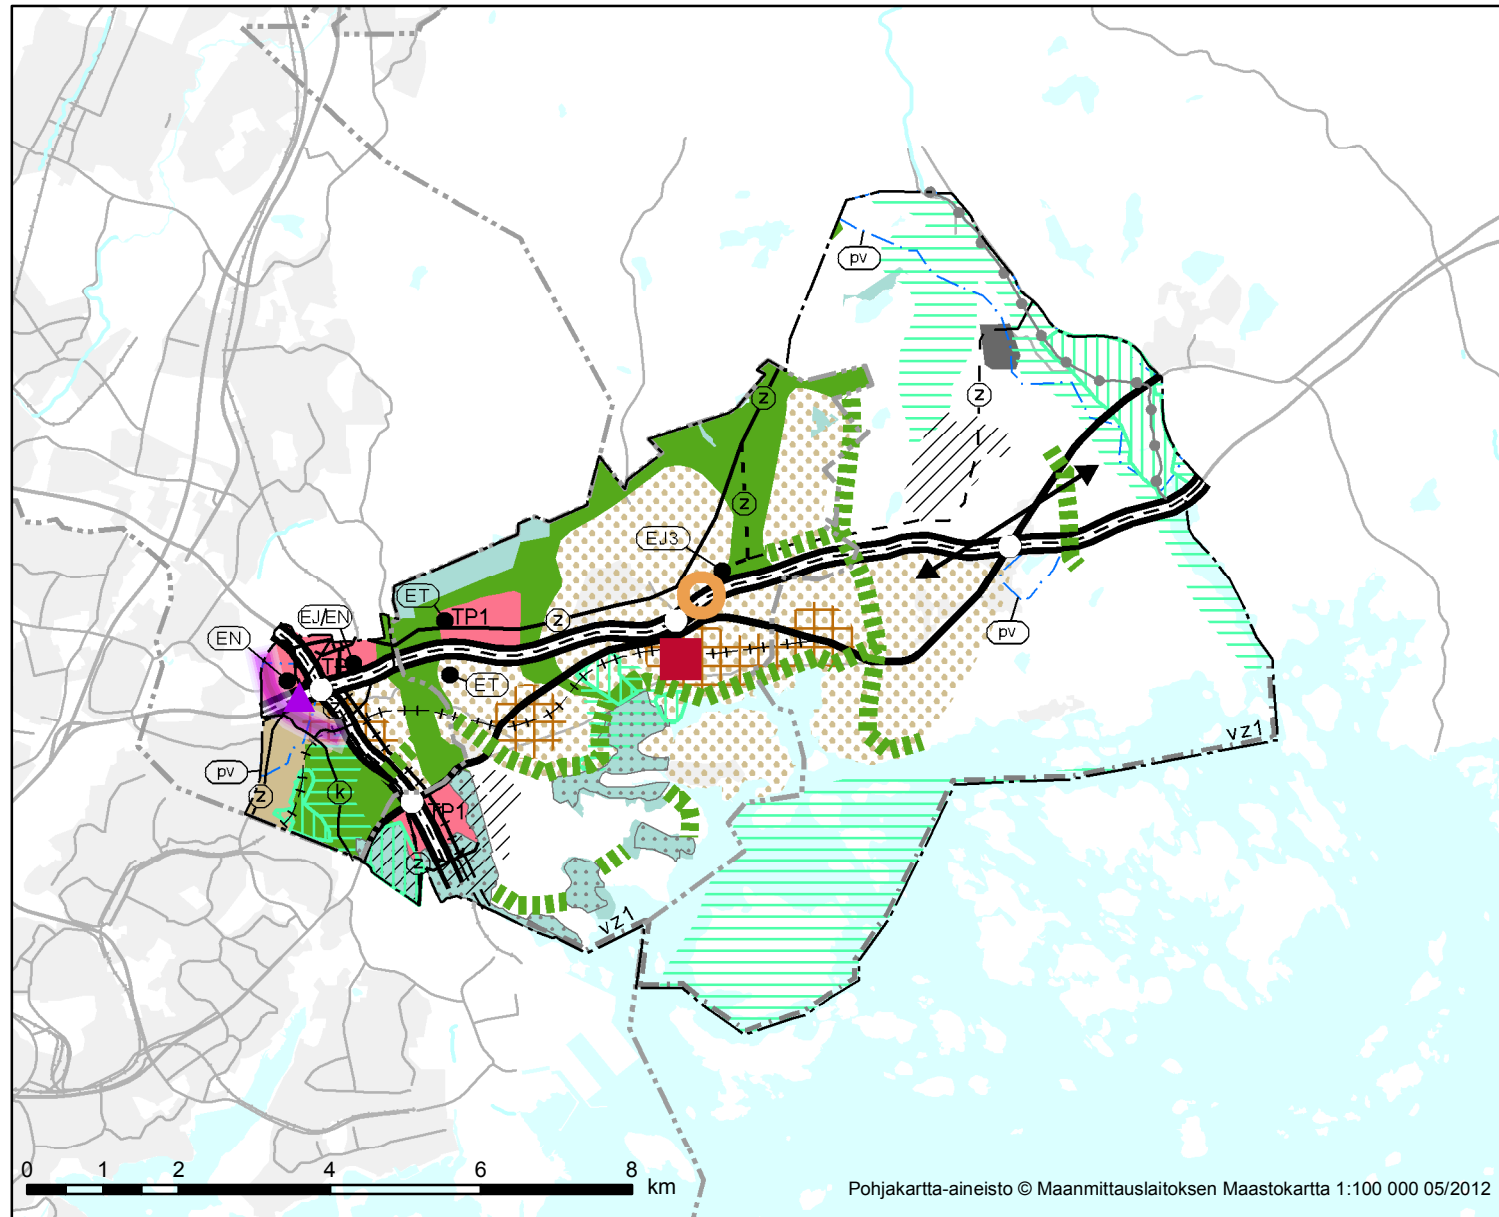 pv
z
z
z
EJ3
ET
TP1
z
EJ/EN
EN
TP
ET
z
pv
vz1
pv
z
k
TP1
z
vz1
0 1 2 4 6 8 km
Pohjakartta-aineisto © Maanmittauslaitoksen Maastokartta 1:100 000 05/2012